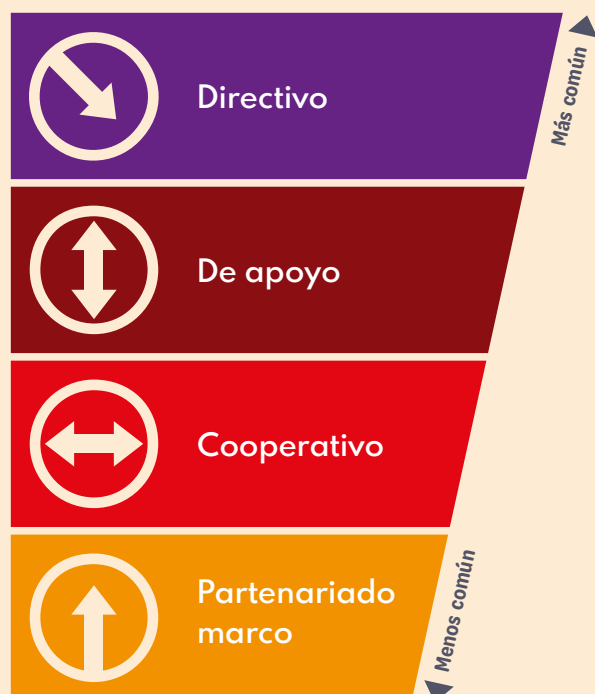 Directivo
Más común
De apoyo
Cooperativo
Partenariado
marco
Menos común